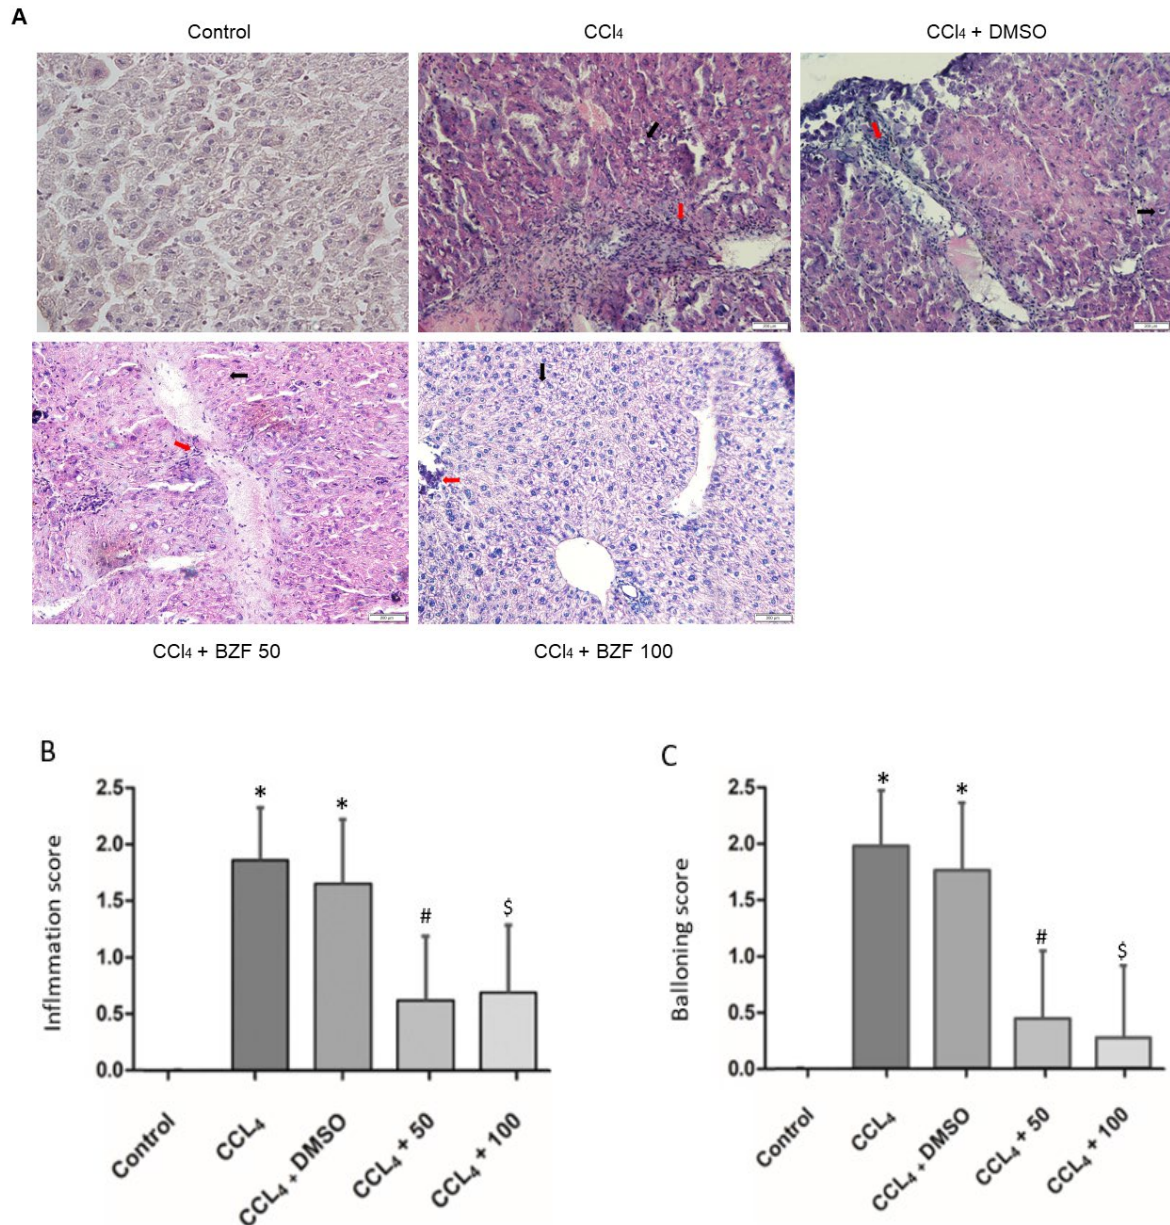 A
Control
CCl₄
CCl₄ + DMSO
CCl₄ + BZF 50
CCl₄ + BZF 100
B
Inflmmation score
2.5
2.0
1.5
1.0
0.5
0.0
*
*
#
$
Control
CCL₄
CCL₄ + DMSO
CCL₄ + 50
CCL₄ + 100
C
Balloning score
2.5
2.0
1.5
1.0
0.5
0.0
*
*
#
$
Control
CCL₄
CCL₄ + DMSO
CCL₄ + 50
CCL₄ + 100